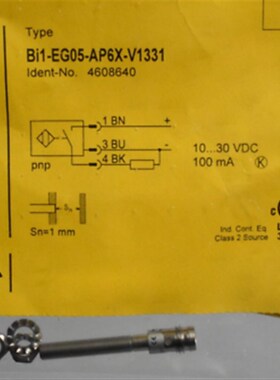 Type
Bi1-EG05-AP6X-V1331
Ident-No. 4608640
1 BN +
3 BU -
4 BK
pnp
10...30 VDC
100 mA K
Sn
Sn=1 mm
c
Ind. Cont. Eq
Class 2 Source